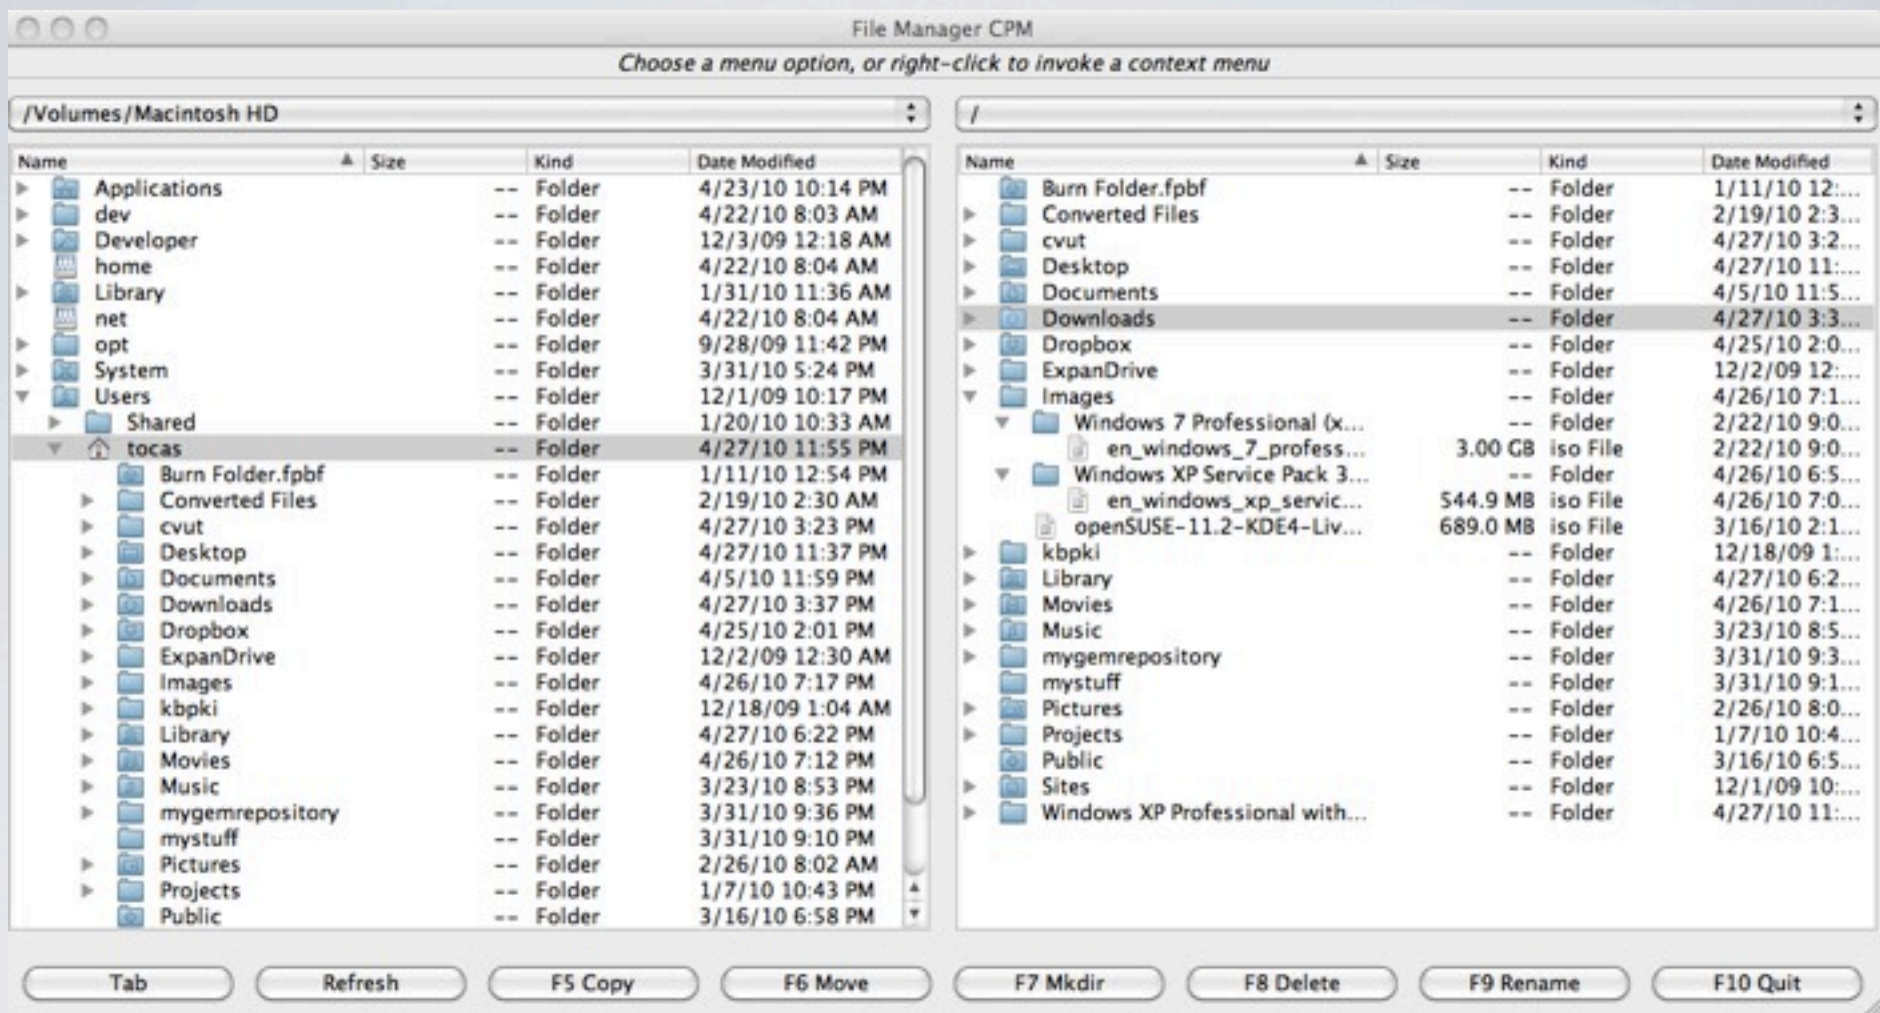 File Manager CPM
Choose a menu option, or right-click to invoke a context menu
/Volumes/Macintosh HD
Name Size Kind Date Modified
Applications -- Folder 4/23/10 10:14 PM
dev -- Folder 4/22/10 8:03 AM
Developer -- Folder 12/3/09 12:18 AM
home -- Folder 4/22/10 8:04 AM
Library -- Folder 1/31/10 11:36 AM
net -- Folder 4/22/10 8:04 AM
opt -- Folder 9/28/09 11:42 PM
System -- Folder 3/31/10 5:24 PM
Users -- Folder 12/1/09 10:17 PM
Shared -- Folder 1/20/10 10:33 AM
tocas -- Folder 4/27/10 11:55 PM
Burn Folder.fpbf -- Folder 1/11/10 12:54 PM
Converted Files -- Folder 2/19/10 2:30 AM
cvut -- Folder 4/27/10 3:23 PM
Desktop -- Folder 4/27/10 11:37 PM
Documents -- Folder 4/5/10 11:59 PM
Downloads -- Folder 4/27/10 3:37 PM
Dropbox -- Folder 4/25/10 2:01 PM
ExpanDrive -- Folder 12/2/09 12:30 AM
Images -- Folder 4/26/10 7:17 PM
kbpki -- Folder 12/18/09 1:04 AM
Library -- Folder 4/27/10 6:22 PM
Movies -- Folder 4/26/10 7:12 PM
Music -- Folder 3/23/10 8:53 PM
mygemrepository -- Folder 3/31/10 9:36 PM
mystuff -- Folder 3/31/10 9:10 PM
Pictures -- Folder 2/26/10 8:02 AM
Projects -- Folder 1/7/10 10:43 PM
Public -- Folder 3/16/10 6:58 PM
/
Name Size Kind Date Modified
Burn Folder.fpbf -- Folder 1/11/10 12:...
Converted Files -- Folder 2/19/10 2:3...
cvut -- Folder 4/27/10 3:2...
Desktop -- Folder 4/27/10 11:...
Documents -- Folder 4/5/10 11:5...
Downloads -- Folder 4/27/10 3:3...
Dropbox -- Folder 4/25/10 2:0...
ExpanDrive -- Folder 12/2/09 12:...
Images -- Folder 4/26/10 7:1...
Windows 7 Professional (x... -- Folder 2/22/10 9:0...
en_windows_7_profess... 3.00 GB iso File 2/22/10 9:0...
Windows XP Service Pack 3... -- Folder 4/26/10 6:5...
en_windows_xp_servic... 544.9 MB iso File 4/26/10 7:0...
openSUSE-11.2-KDE4-Liv... 689.0 MB iso File 3/16/10 2:1...
kbpki -- Folder 12/18/09 1:...
Library -- Folder 4/27/10 6:2...
Movies -- Folder 4/26/10 7:1...
Music -- Folder 3/23/10 8:5...
mygemrepository -- Folder 3/31/10 9:3...
mystuff -- Folder 3/31/10 9:1...
Pictures -- Folder 2/26/10 8:0...
Projects -- Folder 1/7/10 10:4...
Public -- Folder 3/16/10 6:5...
Sites -- Folder 12/1/09 10:...
Windows XP Professional with... -- Folder 4/27/10 11:...
Tab Refresh F5 Copy F6 Move F7 Mkdir F8 Delete F9 Rename F10 Quit